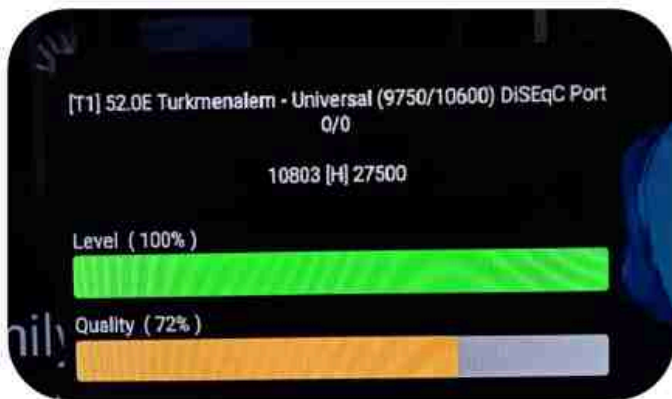 [T1] 52.0E Turkmenalem - Universal (9750/10600) DiSEqC Port
0/0
10803 [H] 27500
Level ( 100% )
Quality ( 72% )